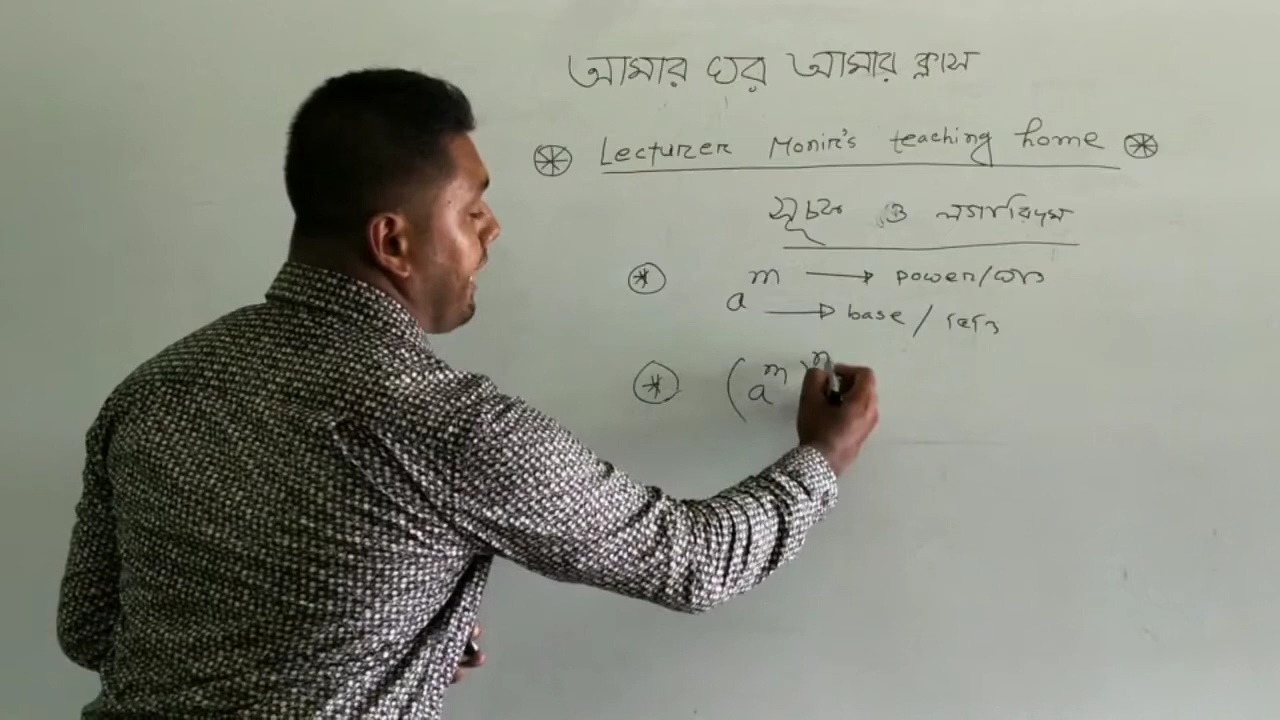 আমার ঘর আমার ক্লাস
Lecturer Monir's teaching home
সূচক ও লগারিদম
a^m → power/ঘাত
→ base / ভিত্তি
(a^m)^n